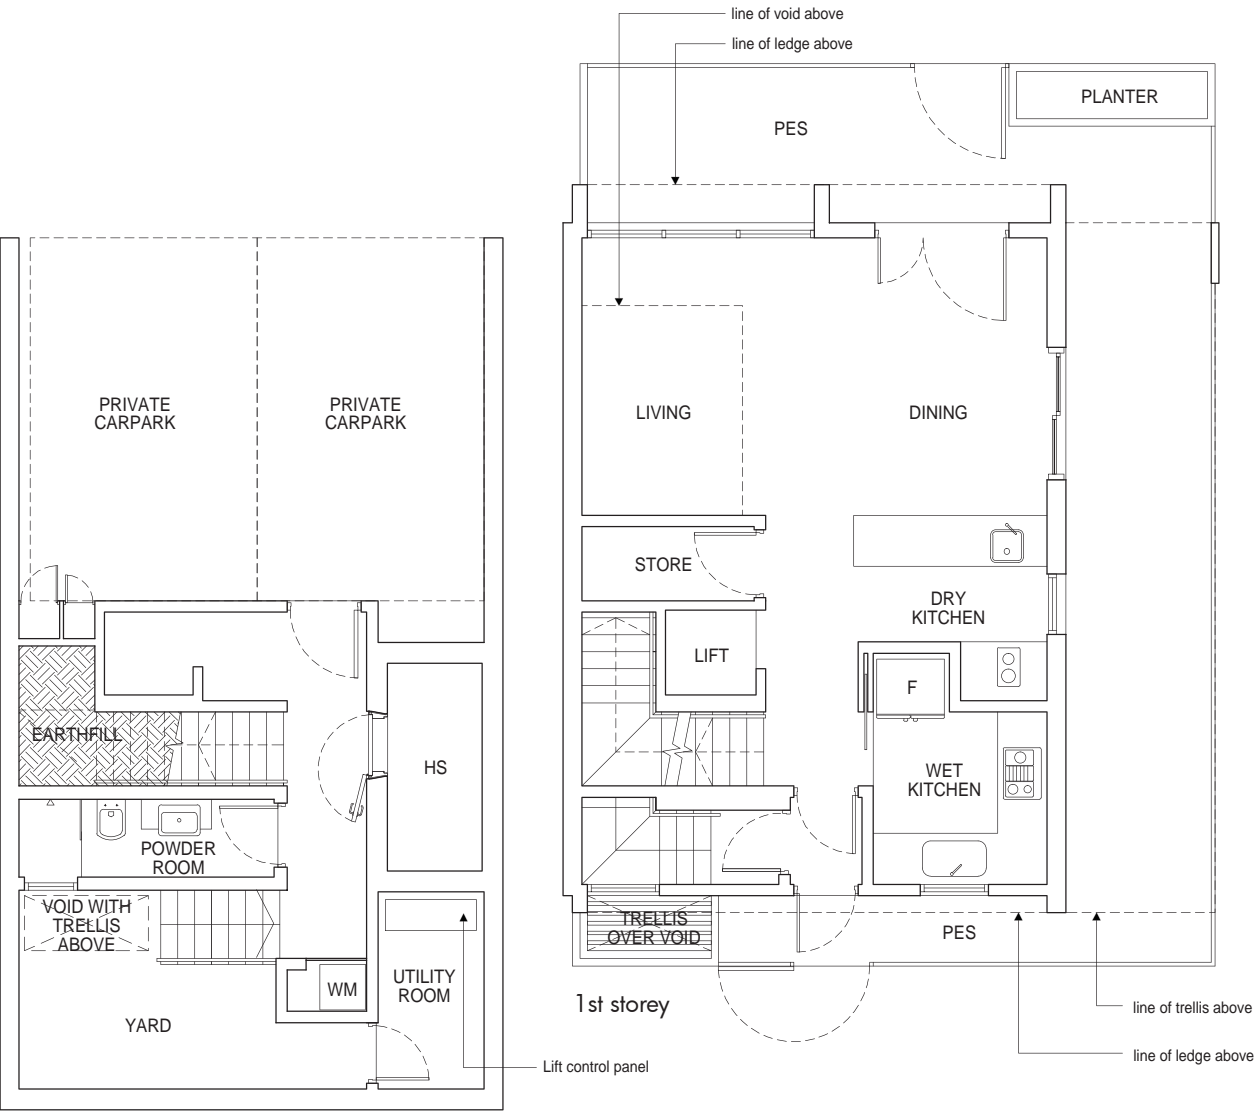 line of void above
line of ledge above
PLANTER
PES
PRIVATE
CARPARK
PRIVATE
CARPARK
LIVING
DINING
STORE
DRY
KITCHEN
LIFT
F
EARTHFILL
HS
WET
KITCHEN
POWDER
ROOM
VOID WITH
TRELLIS
ABOVE
TRELLIS
OVER VOID
PES
WM
UTILITY
ROOM
1st storey
YARD
line of trellis above
line of ledge above
Lift control panel